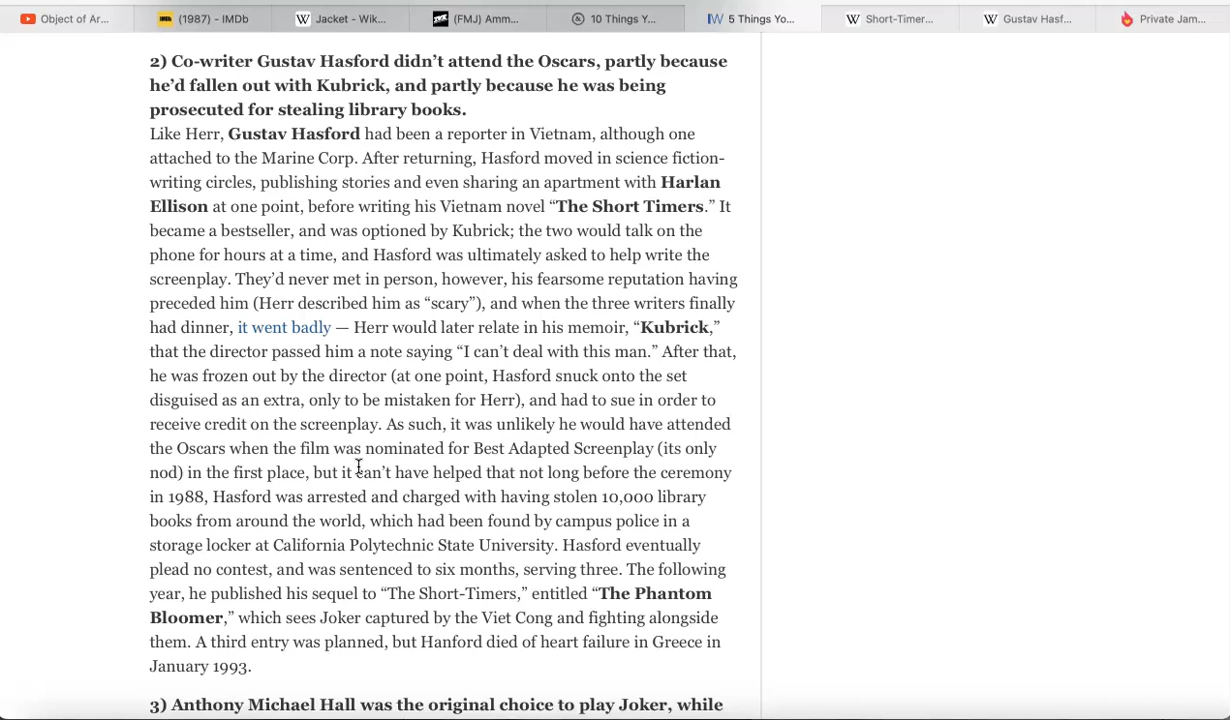 Object of Ar...
(1987) - IMDb
Jacket - Wik...
(FMJ) Amm...
10 Things Y...
5 Things Yo...
Short-Timer...
Gustav Hasf...
Private Jam...
2) Co-writer Gustav Hasford didn’t attend the Oscars, partly because
he’d fallen out with Kubrick, and partly because he was being
prosecuted for stealing library books.
Like Herr, Gustav Hasford had been a reporter in Vietnam, although one
attached to the Marine Corp. After returning, Hasford moved in science fiction-
writing circles, publishing stories and even sharing an apartment with Harlan
Ellison at one point, before writing his Vietnam novel “The Short Timers.” It
became a bestseller, and was optioned by Kubrick; the two would talk on the
phone for hours at a time, and Hasford was ultimately asked to help write the
screenplay. They’d never met in person, however, his fearsome reputation having
preceded him (Herr described him as “scary”), and when the three writers finally
had dinner, it went badly — Herr would later relate in his memoir, “Kubrick,”
that the director passed him a note saying “I can’t deal with this man.” After that,
he was frozen out by the director (at one point, Hasford snuck onto the set
disguised as an extra, only to be mistaken for Herr), and had to sue in order to
receive credit on the screenplay. As such, it was unlikely he would have attended
the Oscars when the film was nominated for Best Adapted Screenplay (its only
nod) in the first place, but it can’t have helped that not long before the ceremony
in 1988, Hasford was arrested and charged with having stolen 10,000 library
books from around the world, which had been found by campus police in a
storage locker at California Polytechnic State University. Hasford eventually
plead no contest, and was sentenced to six months, serving three. The following
year, he published his sequel to “The Short-Timers,” entitled “The Phantom
Bloomer,” which sees Joker captured by the Viet Cong and fighting alongside
them. A third entry was planned, but Hanford died of heart failure in Greece in
January 1993.
3) Anthony Michael Hall was the original choice to play Joker, while